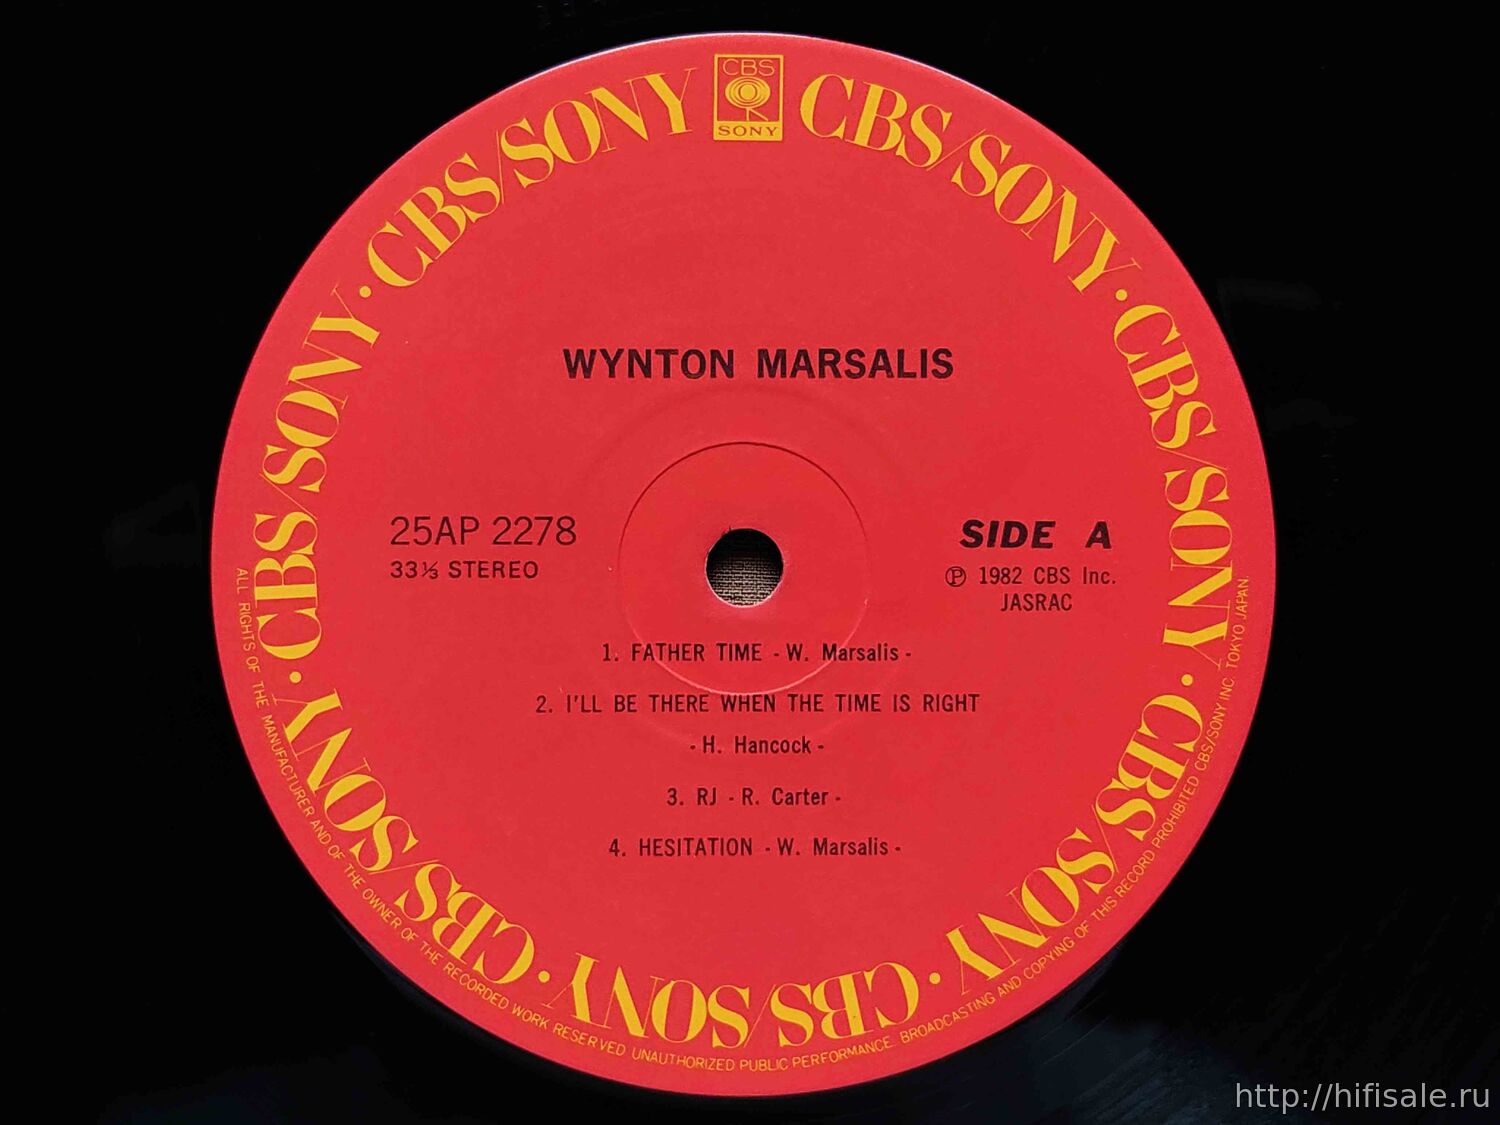 CBS
SONY
CBS/SONY · CBS/SONY · CBS/SONY · CBS/SONY · CBS/SONY · CBS/SONY · CBS/SONY · CBS/SONY
WYNTON MARSALIS
25AP 2278
33⅓ STEREO
SIDE A
Ⓟ 1982 CBS Inc.
JASRAC
1. FATHER TIME - W. Marsalis -
2. I'LL BE THERE WHEN THE TIME IS RIGHT
- H. Hancock -
3. RJ - R. Carter -
4. HESITATION - W. Marsalis -
ALL RIGHTS OF THE MANUFACTURER AND OF THE OWNER OF THE RECORDED WORK RESERVED UNAUTHORIZED PUBLIC PERFORMANCE BROADCASTING AND COPYING OF THIS RECORD PROHIBITED CBS/SONY INC. TOKYO JAPAN.
http://hifisale.ru